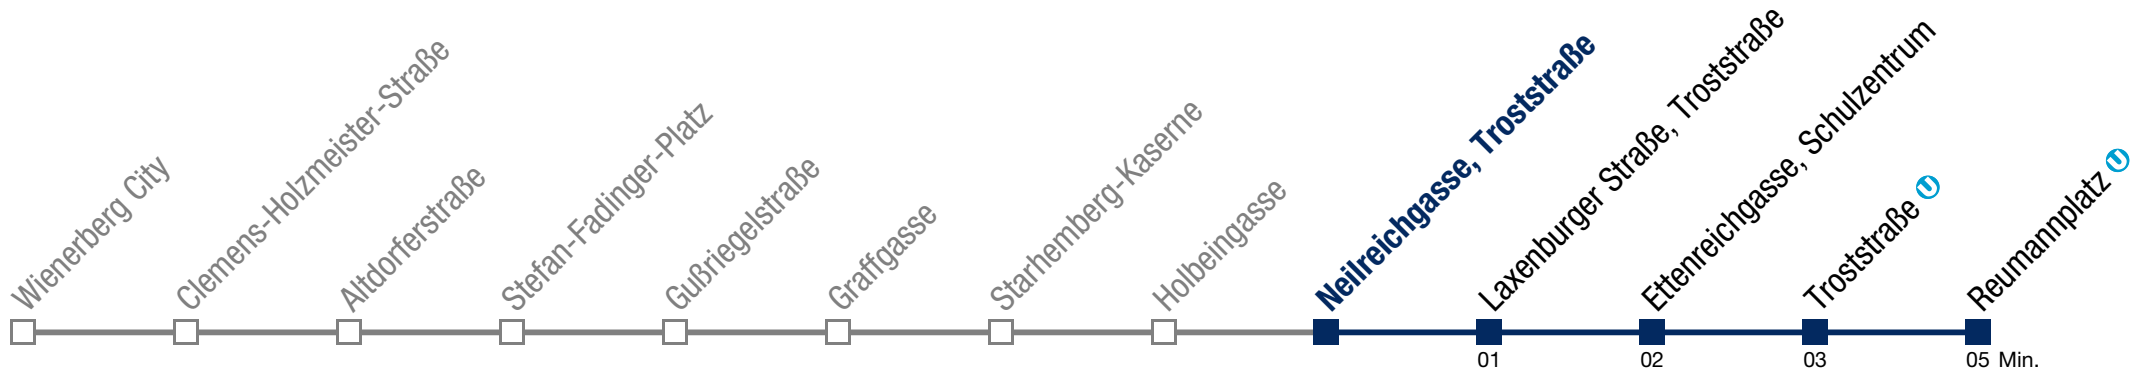 Wienerberg City
Clemens-Holzmeister-Straße
Altdorferstraße
Stefan-Fadinger-Platz
Gußriegelstraße
Graffgasse
Starhemberg-Kaserne
Holbeingasse
Neilreichgasse, Troststraße
Laxenburger Straße, Troststraße
Ettenreichgasse, Schulzentrum
Troststraße U
Reumannplatz U
01 02 03 05 Min.